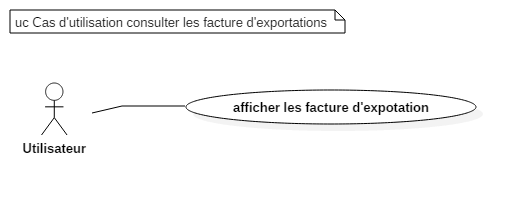 uc Cas d'utilisation consulter les facture d'exportations
afficher les facture d'expotation
Utilisateur